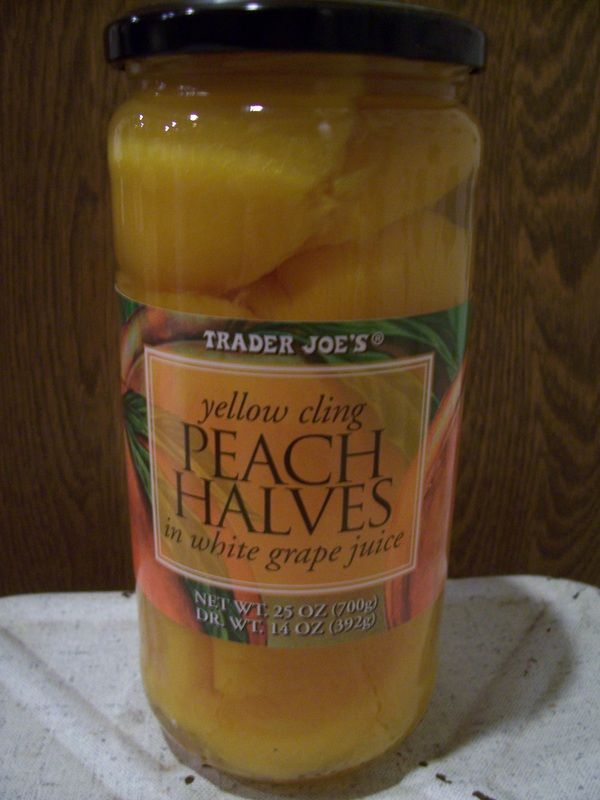 TRADER JOE'S®
yellow cling
PEACH
HALVES
in white grape juice
NET WT. 25 OZ (700g)
DR. WT. 14 OZ (392g)